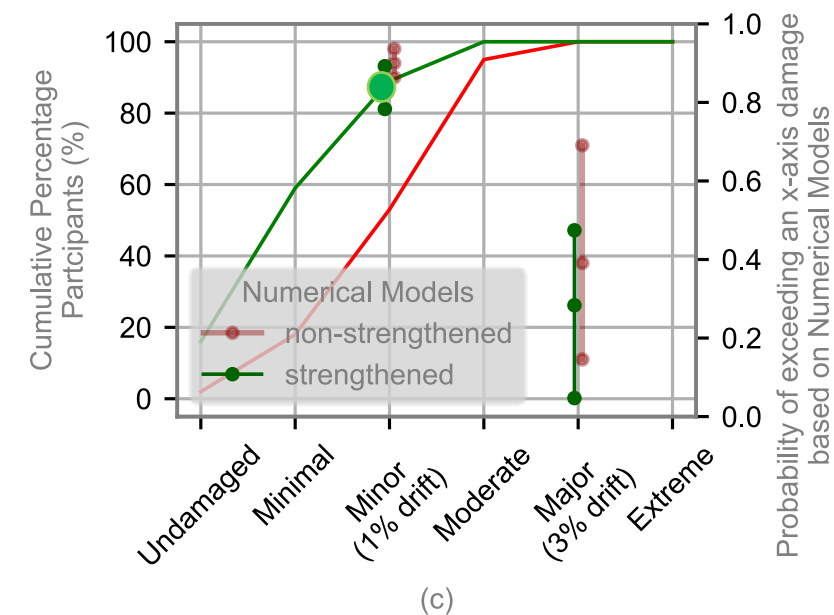 Cumulative Percentage
Partcipants (%)
100
80
60
40
20
0
1.0
0.8
0.6
0.4
0.2
0.0
Probability of exceeding an x-axis damage
based on Numerical Models
Numerical Models
non-strengthened
strengthened
Undamaged
Minimal
Minor
(1% drift)
Moderate
Major
(3% drift)
Extreme
(c)